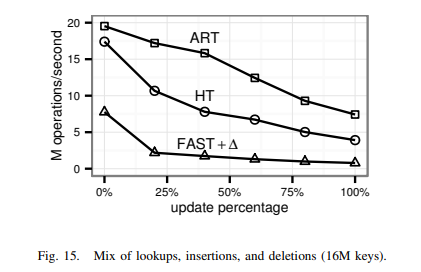 20
15
10
5
0
M operations/second
ART
HT
FAST + Δ
0% 25% 50% 75% 100%
update percentage
Fig. 15. Mix of lookups, insertions, and deletions (16M keys).